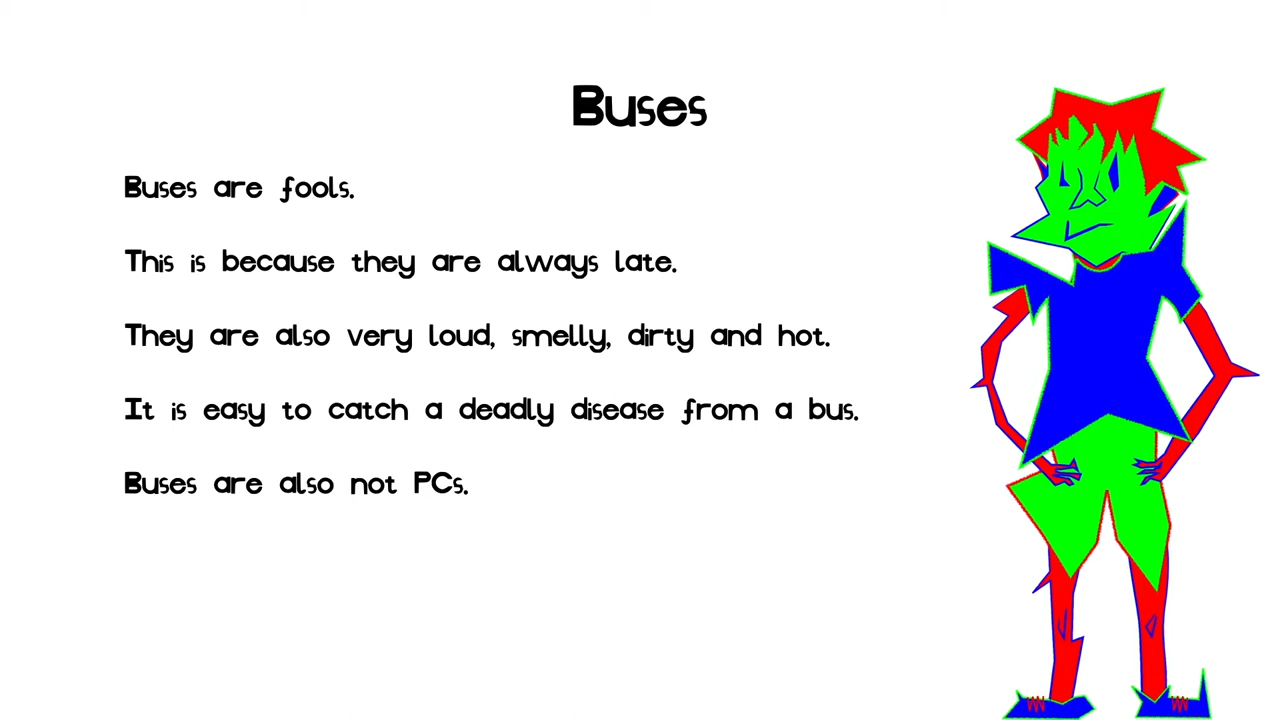 Buses
Buses are fools.
This is because they are always late.
They are also very loud, smelly, dirty and hot.
It is easy to catch a deadly disease from a bus.
Buses are also not PCs.